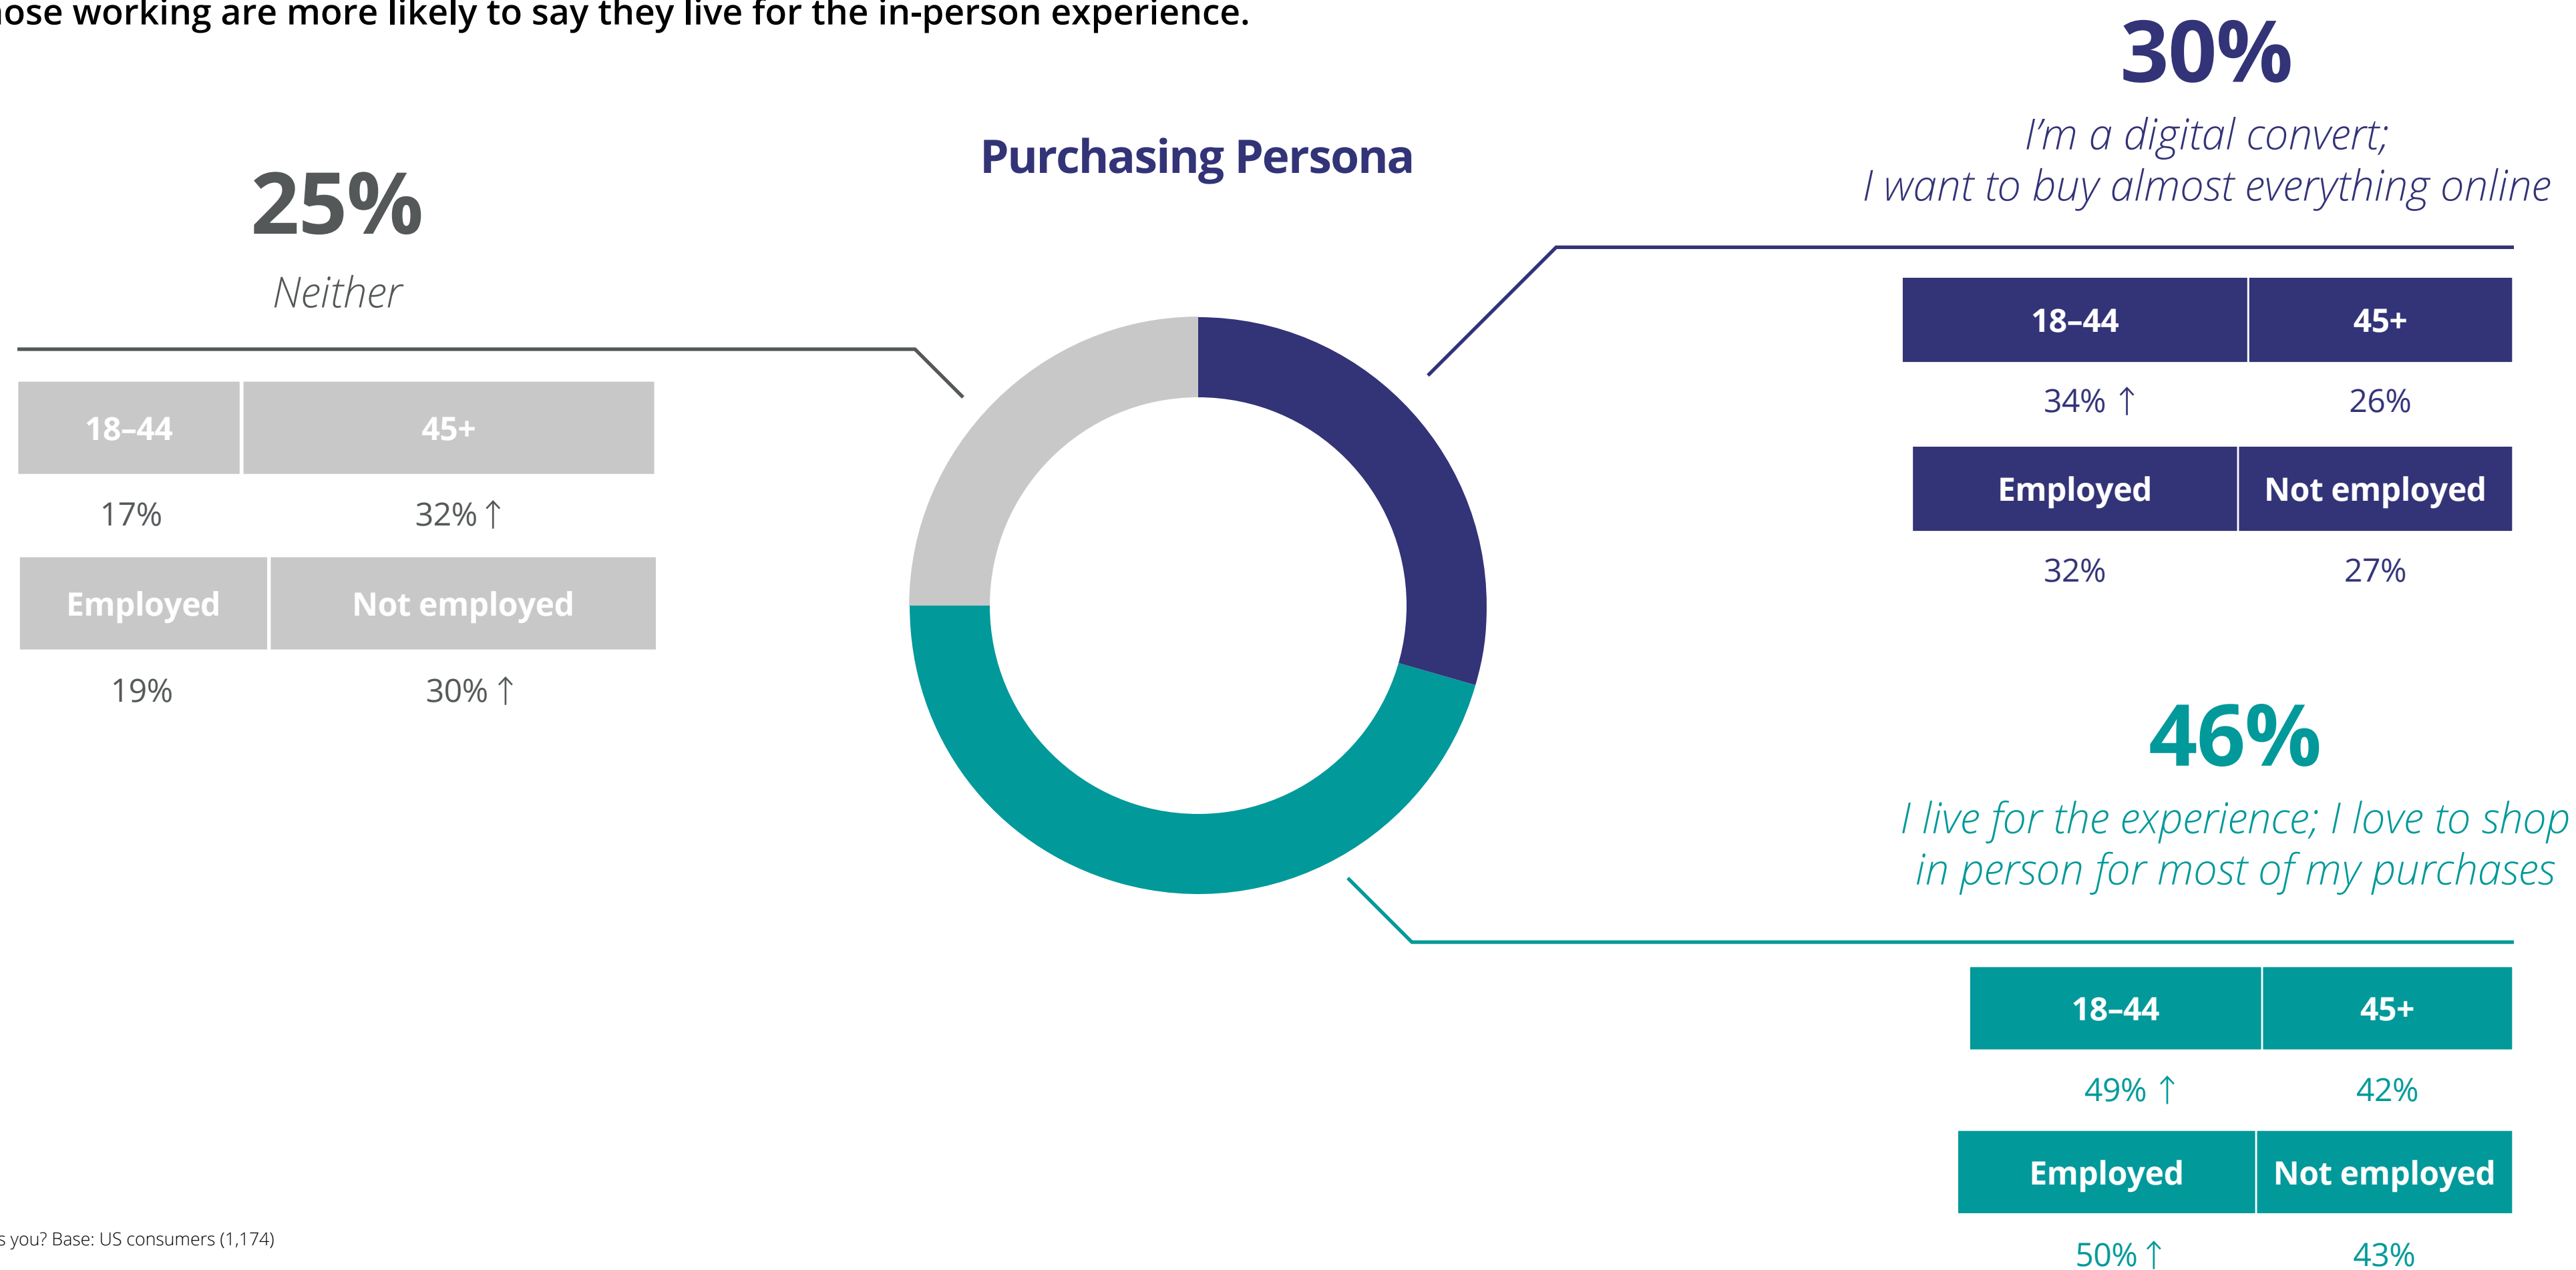 working are more likely to say they live for the in-person experience.
Purchasing Persona
25%
Neither
18–44 45+
17% 32% ↑
Employed Not employed
19% 30% ↑
30%
I’m a digital convert;
I want to buy almost everything online
18–44 45+
34% ↑ 26%
Employed Not employed
32% 27%
46%
I live for the experience; I love to shop
in person for most of my purchases
18–44 45+
49% ↑ 42%
Employed Not employed
50% ↑ 43%
you? Base: US consumers (1,174)